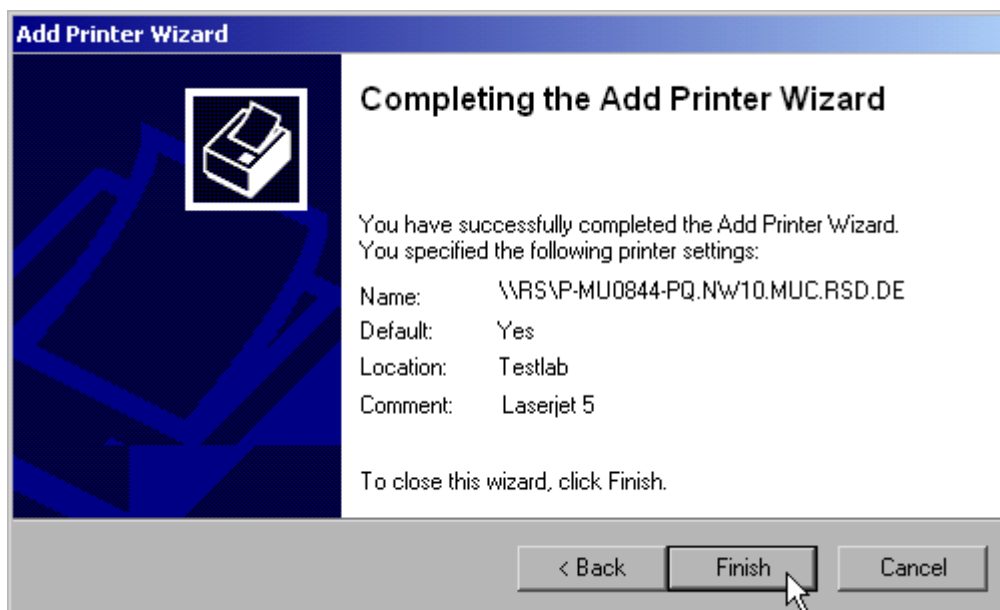 Add Printer Wizard
Completing the Add Printer Wizard
You have successfully completed the Add Printer Wizard.
You specified the following printer settings:
Name: \\RS\P-MU0844-PQ.NW10.MUC.RSD.DE
Default: Yes
Location: Testlab
Comment: Laserjet 5
To close this wizard, click Finish.
< Back Finish Cancel